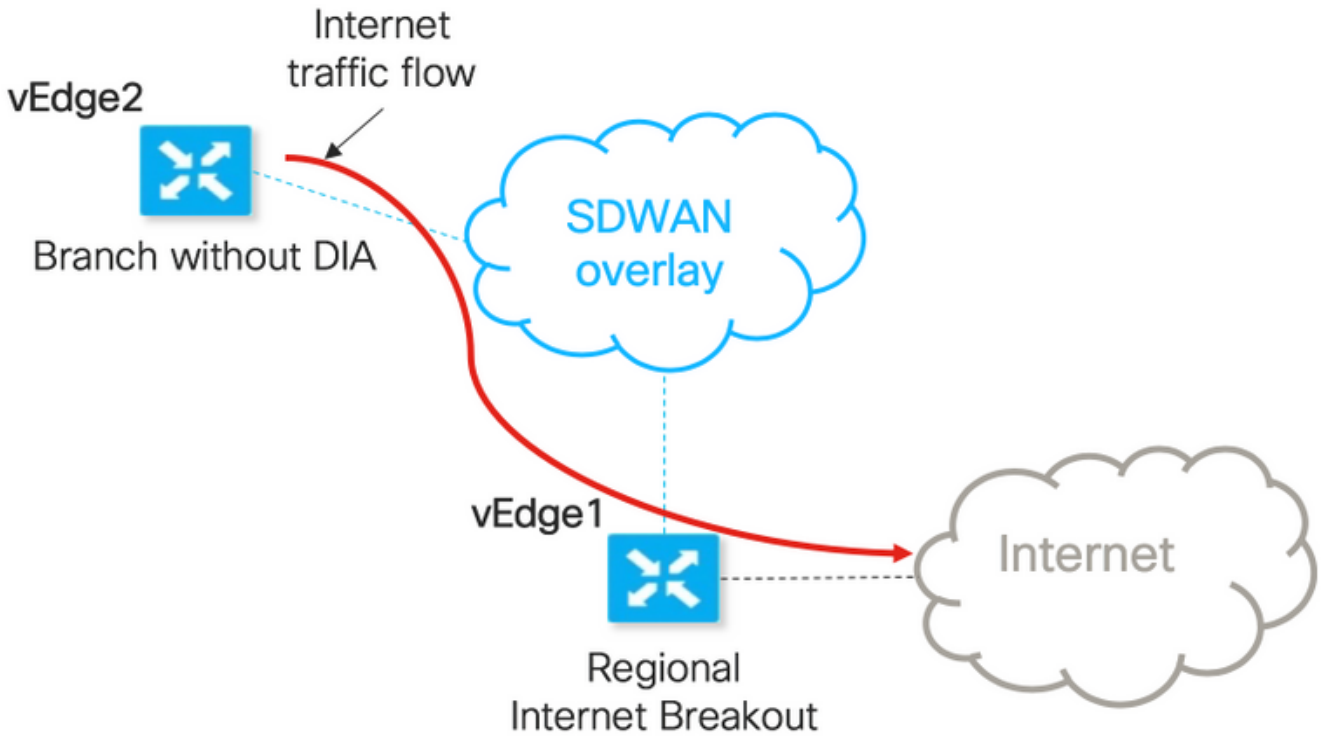 Internet
traffic flow
vEdge2
Branch without DIA
SDWAN
overlay
vEdge1
Internet
Regional
Internet Breakout